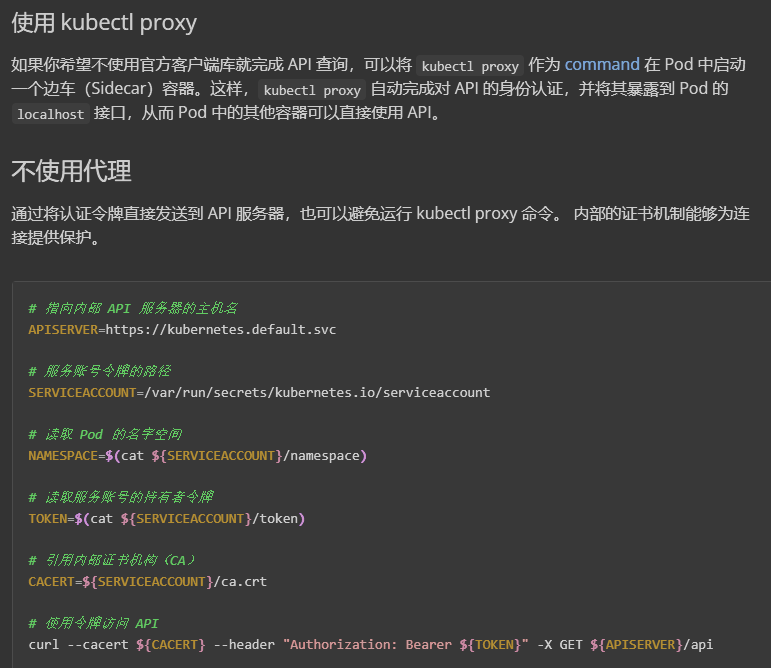 使用 kubectl proxy
如果你希望不使用官方客户端库就完成 API 查询，可以将 kubectl proxy 作为 command 在 Pod 中启动
一个边车（Sidecar）容器。这样，kubectl proxy 自动完成对 API 的身份认证，并将其暴露到 Pod 的
localhost 接口，从而 Pod 中的其他容器可以直接使用 API。
不使用代理
通过将认证令牌直接发送到 API 服务器，也可以避免运行 kubectl proxy 命令。 内部的证书机制能够为连
接提供保护。
# 指向内部 API 服务器的主机名
APISERVER=https://kubernetes.default.svc
# 服务账号令牌的路径
SERVICEACCOUNT=/var/run/secrets/kubernetes.io/serviceaccount
# 读取 Pod 的名字空间
NAMESPACE=$(cat ${SERVICEACCOUNT}/namespace)
# 读取服务账号的持有者令牌
TOKEN=$(cat ${SERVICEACCOUNT}/token)
# 引用内部证书机构（CA）
CACERT=${SERVICEACCOUNT}/ca.crt
# 使用令牌访问 API
curl --cacert ${CACERT} --header "Authorization: Bearer ${TOKEN}" -X GET ${APISERVER}/api